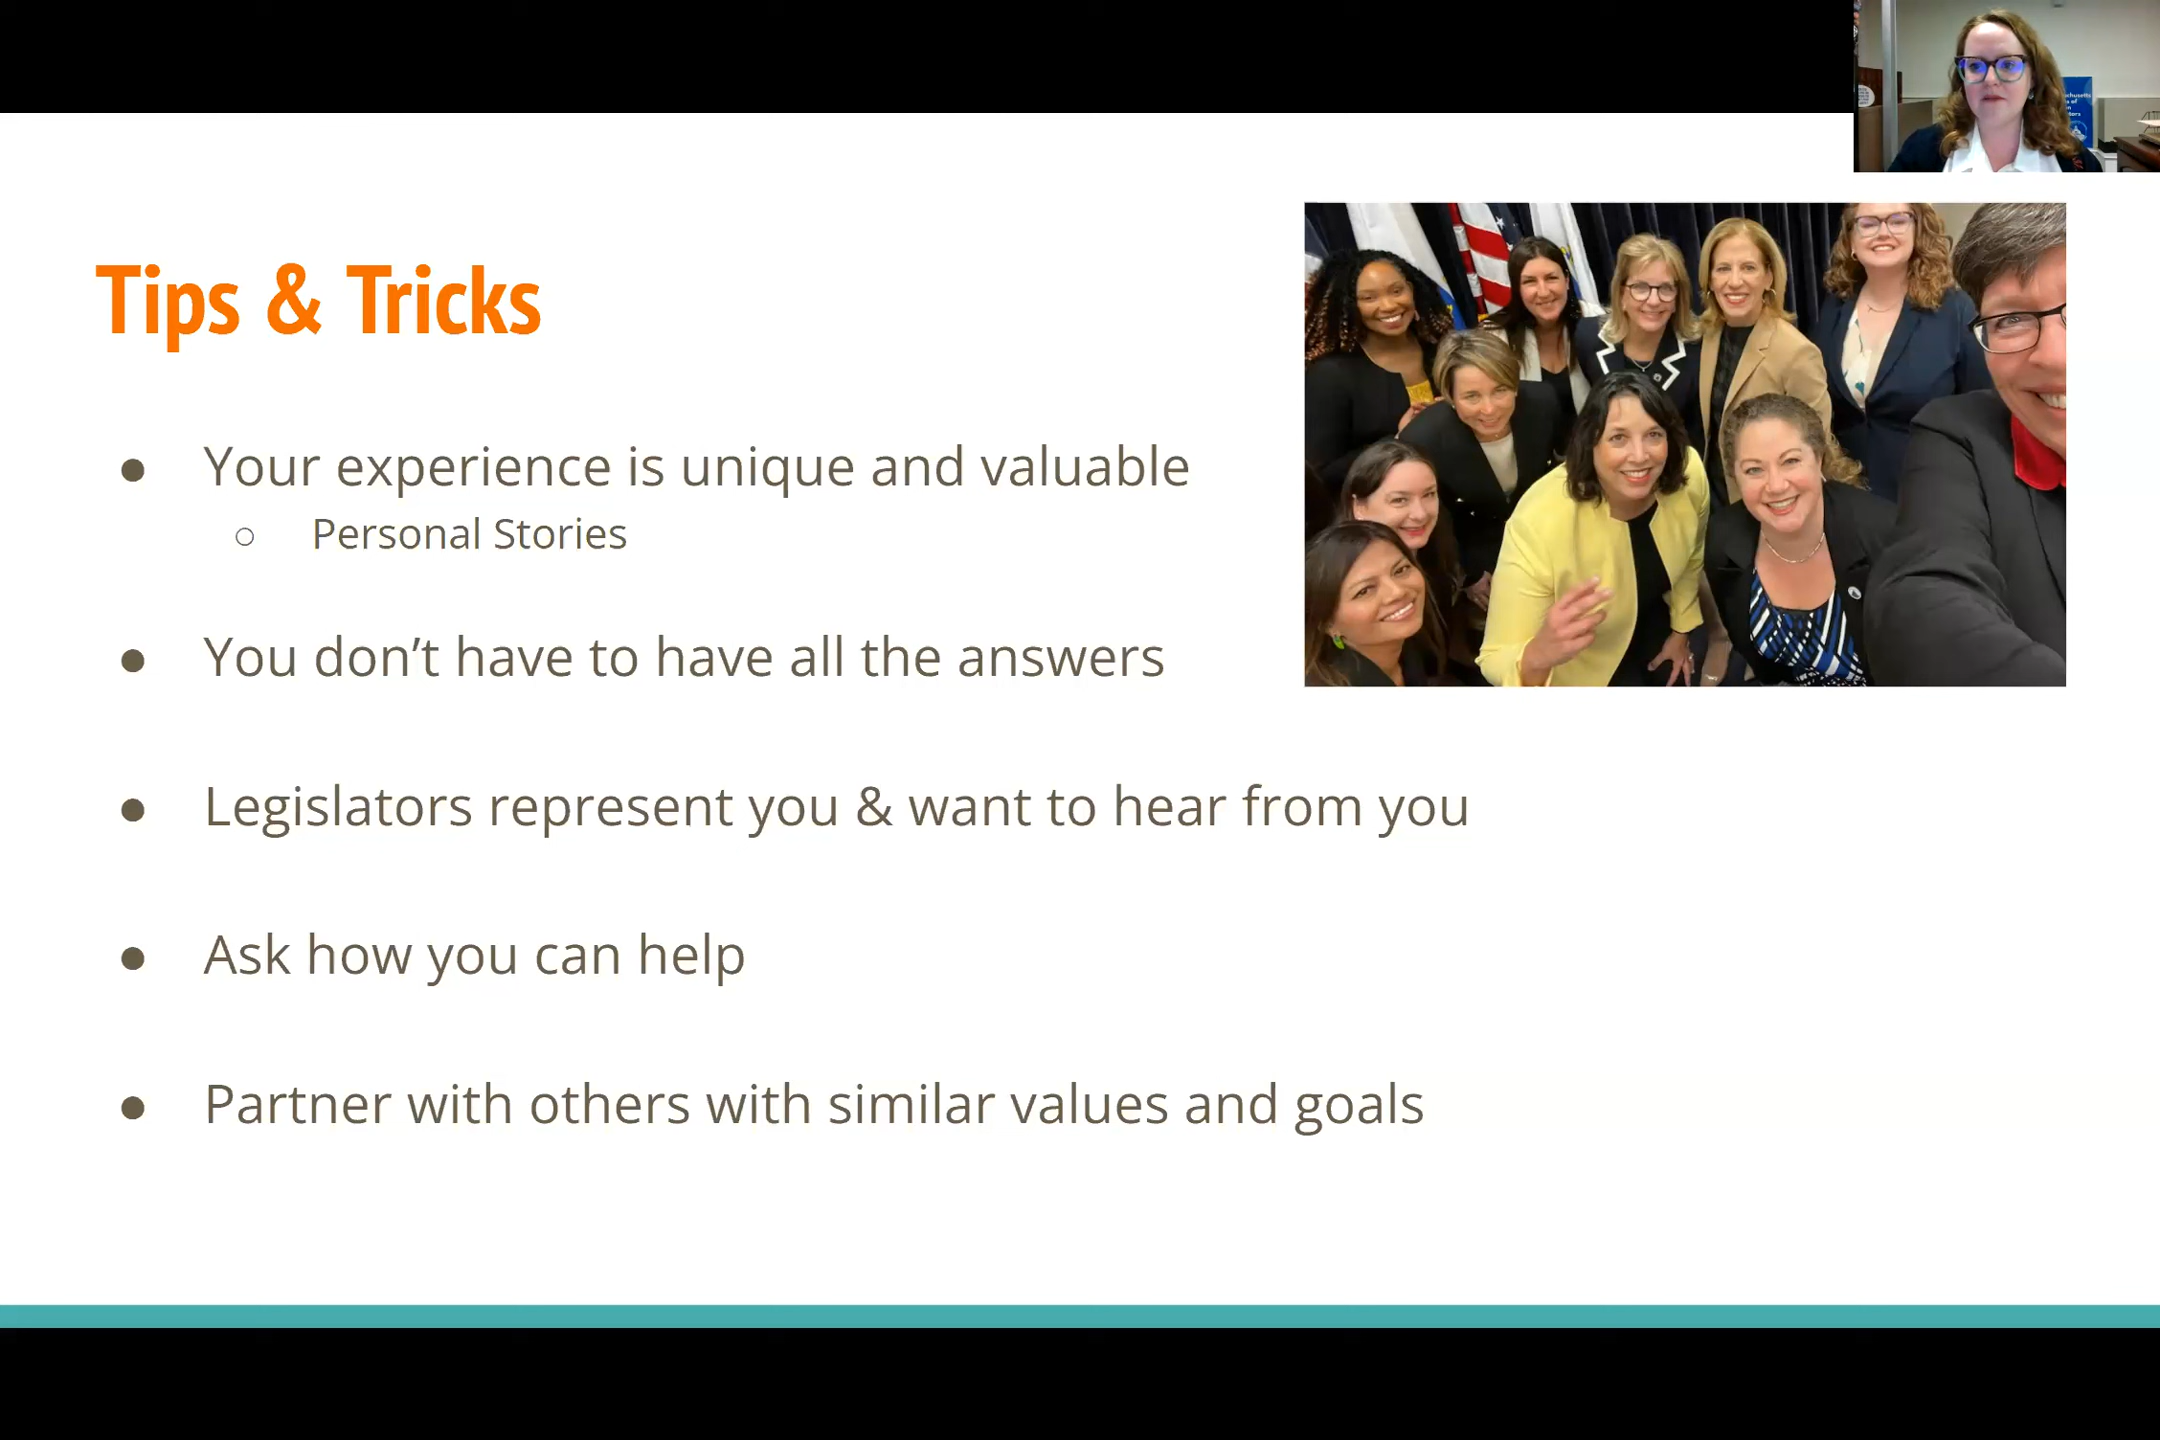 Tips & Tricks
● Your experience is unique and valuable
○ Personal Stories
● You don’t have to have all the answers
● Legislators represent you & want to hear from you
● Ask how you can help
● Partner with others with similar values and goals